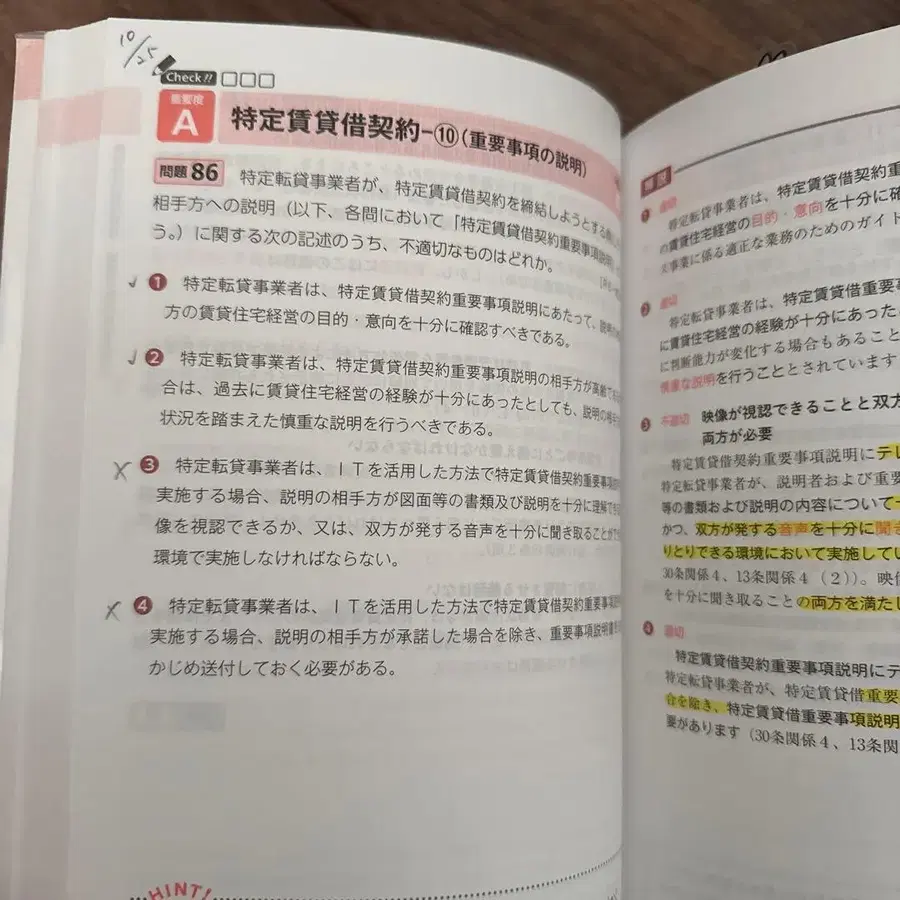 10/25
Check!!
重要度
A
特定賃貸借契約-⑩(重要事項の説明)
問題86 特定転貸事業者が、特定賃貸借契約を締結しようとする
相手方への説明(以下、各問において「特定賃貸借契約重要事項説明」
う。)に関する次の記述のうち、不適切なものはどれか。
✓ ❶ 特定転貸事業者は、特定賃貸借契約重要事項説明にあたって、説明
方の賃貸住宅経営の目的・意向を十分に確認すべきである。
✓ ❷ 特定転貸事業者は、特定賃貸借契約重要事項説明の相手方が高齢
合は、過去に賃貸住宅経営の経験が十分にあったとしても、説明の相手
状況を踏まえた慎重な説明を行うべきである。
✗ ❸ 特定転貸事業者は、ITを活用した方法で特定賃貸借契約重要事項
実施する場合、説明の相手方が図面等の書類及び説明を十分に理解でき
像を視認できるか、又は、双方が発する音声を十分に聞き取ることが
環境で実施しなければならない。
✗ ❹ 特定転貸事業者は、ITを活用した方法で特定賃貸借契約重要事項
実施する場合、説明の相手方が承諾した場合を除き、重要事項説明書
かじめ送付しておく必要がある。
HINT!
解説
❶ 適切
特定転貸事業者は、特定賃貸借契約重
の賃貸住宅経営の目的・意向を十分に確
ス事業に係る適正な業務のためのガイド
❷ 適切
特定転貸事業者は、特定賃貸借重要事
に賃貸住宅経営の経験が十分にあった
に判断能力が変化する場合もあること
慎重な説明を行うこととされています
❸ 不適切 映像が視認できることと双方
両方が必要
特定賃貸借契約重要事項説明にテレ
特定転貸事業者が、説明者および重要
等の書類および説明の内容について十
かつ、双方が発する音声を十分に聞き
りとりできる環境において実施してい
30条関係4、13条関係4(2))。映像
を十分に聞き取ることの両方を満たし
❹ 適切
特定賃貸借契約重要事項説明にテ
特定転貸事業者が、特定賃貸借重要
合を除き、特定賃貸借重要事項説明
要があります(30条関係4、13条関